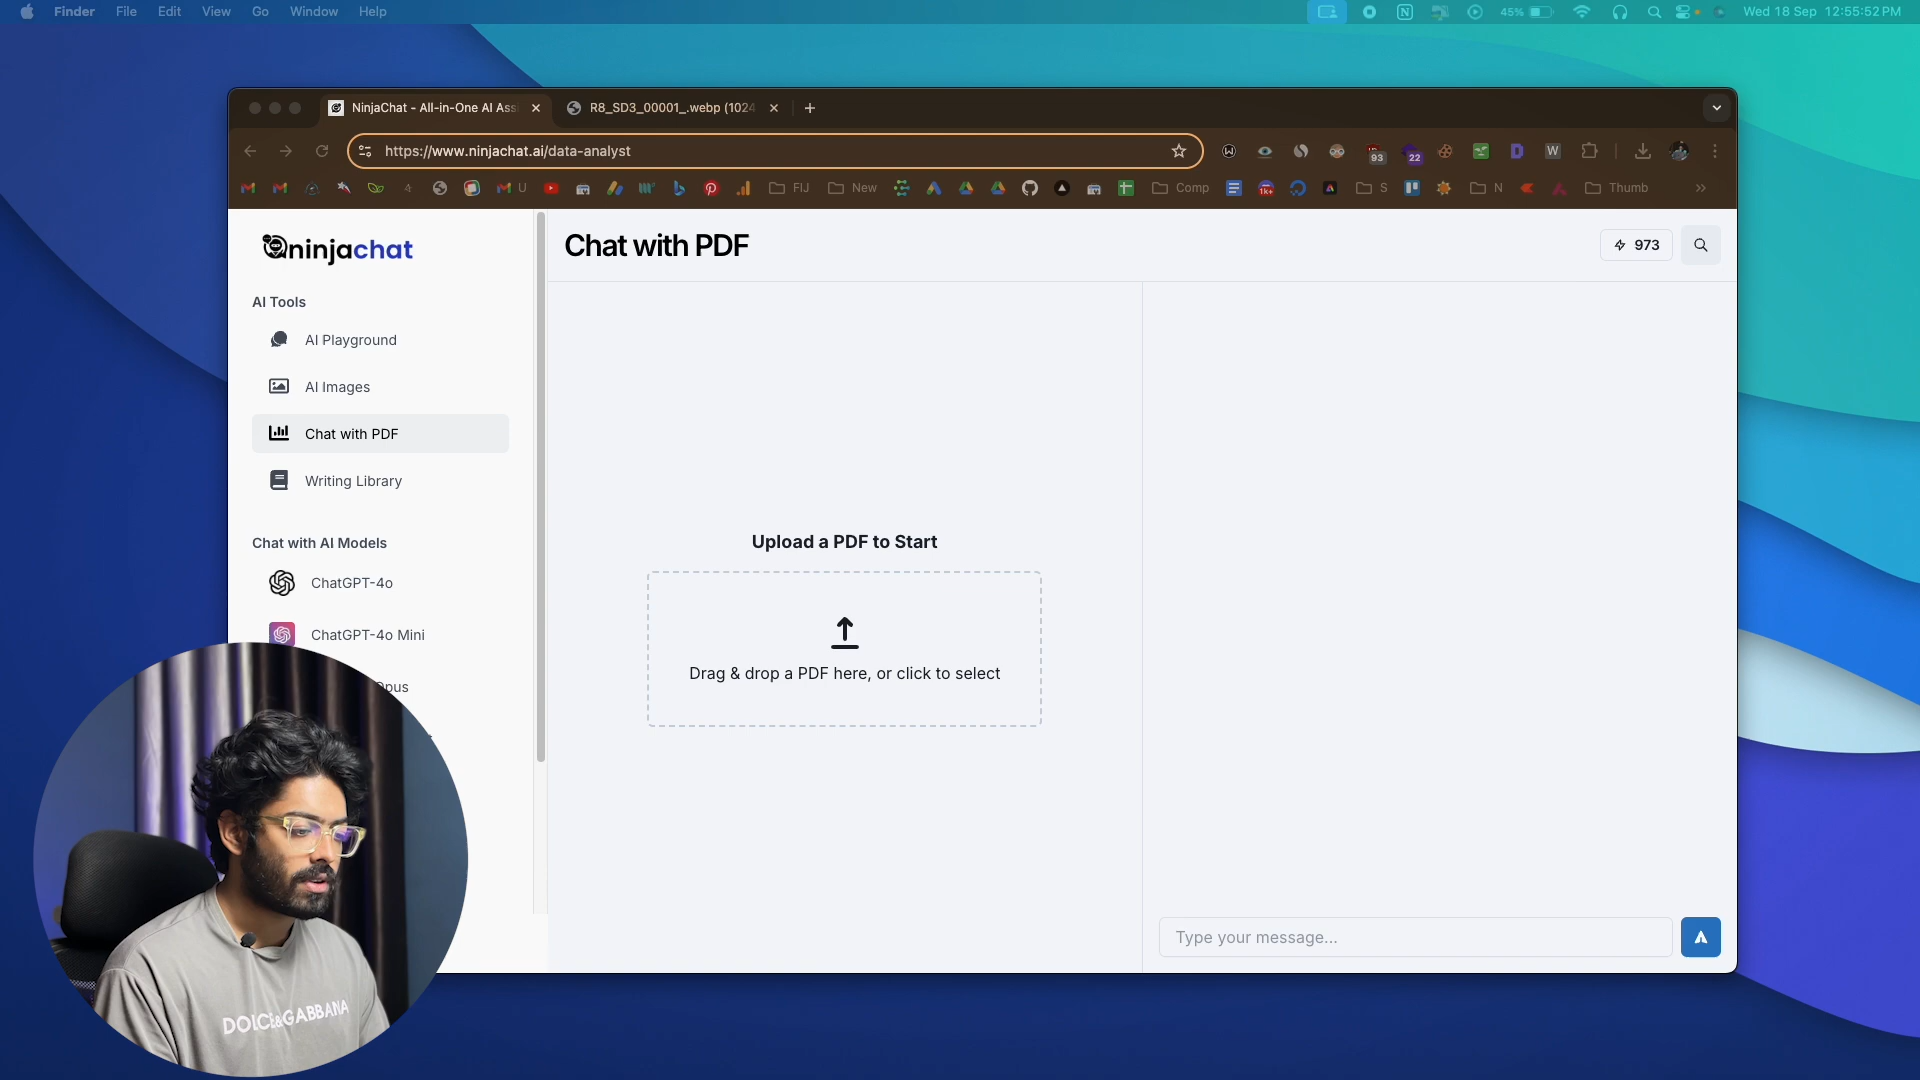 Finder File Edit View Go Window Help
45% Wed 18 Sep 12:55:52 PM
NinjaChat - All-in-One AI Ass
R8_SD3_00001_.webp (1024
https://www.ninjachat.ai/data-analyst
93
22
W
U
FIJ
New
Comp
1k+
S
N
Thumb
ninjachat
Chat with PDF
973
AI Tools
AI Playground
AI Images
Chat with PDF
Writing Library
Chat with AI Models
ChatGPT-4o
ChatGPT-4o Mini
Opus
Upload a PDF to Start
Drag & drop a PDF here, or click to select
Type your message...
DOLCE&GABBANA